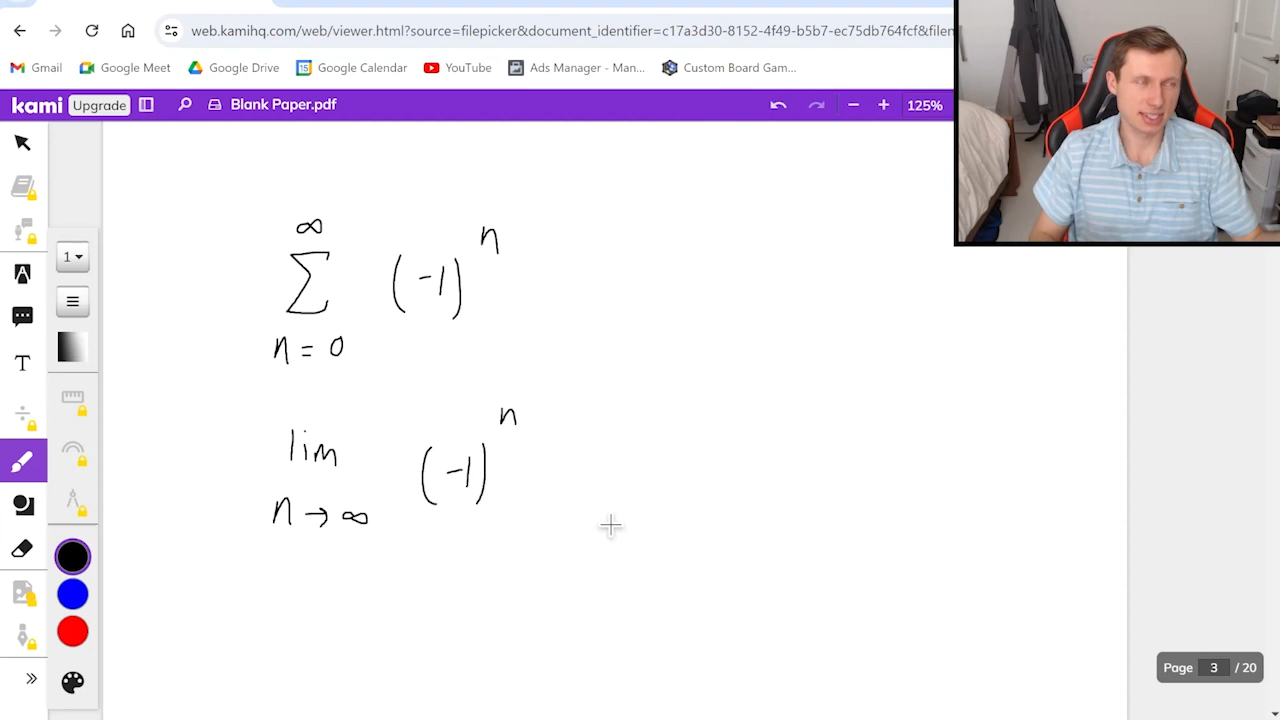 web.kamihq.com/web/viewer.html?source=filepicker&document_identifier=c17a3d30-8152-4f49-b5b7-ec75db764fcf&filen
Gmail Google Meet Google Drive 15 Google Calendar YouTube Ads Manager - Man... Custom Board Gam...
kami Upgrade Blank Paper.pdf 125%
1
∞
Σ (-1)^n
n = 0
lim (-1)^n
n → ∞
Page 3 / 20